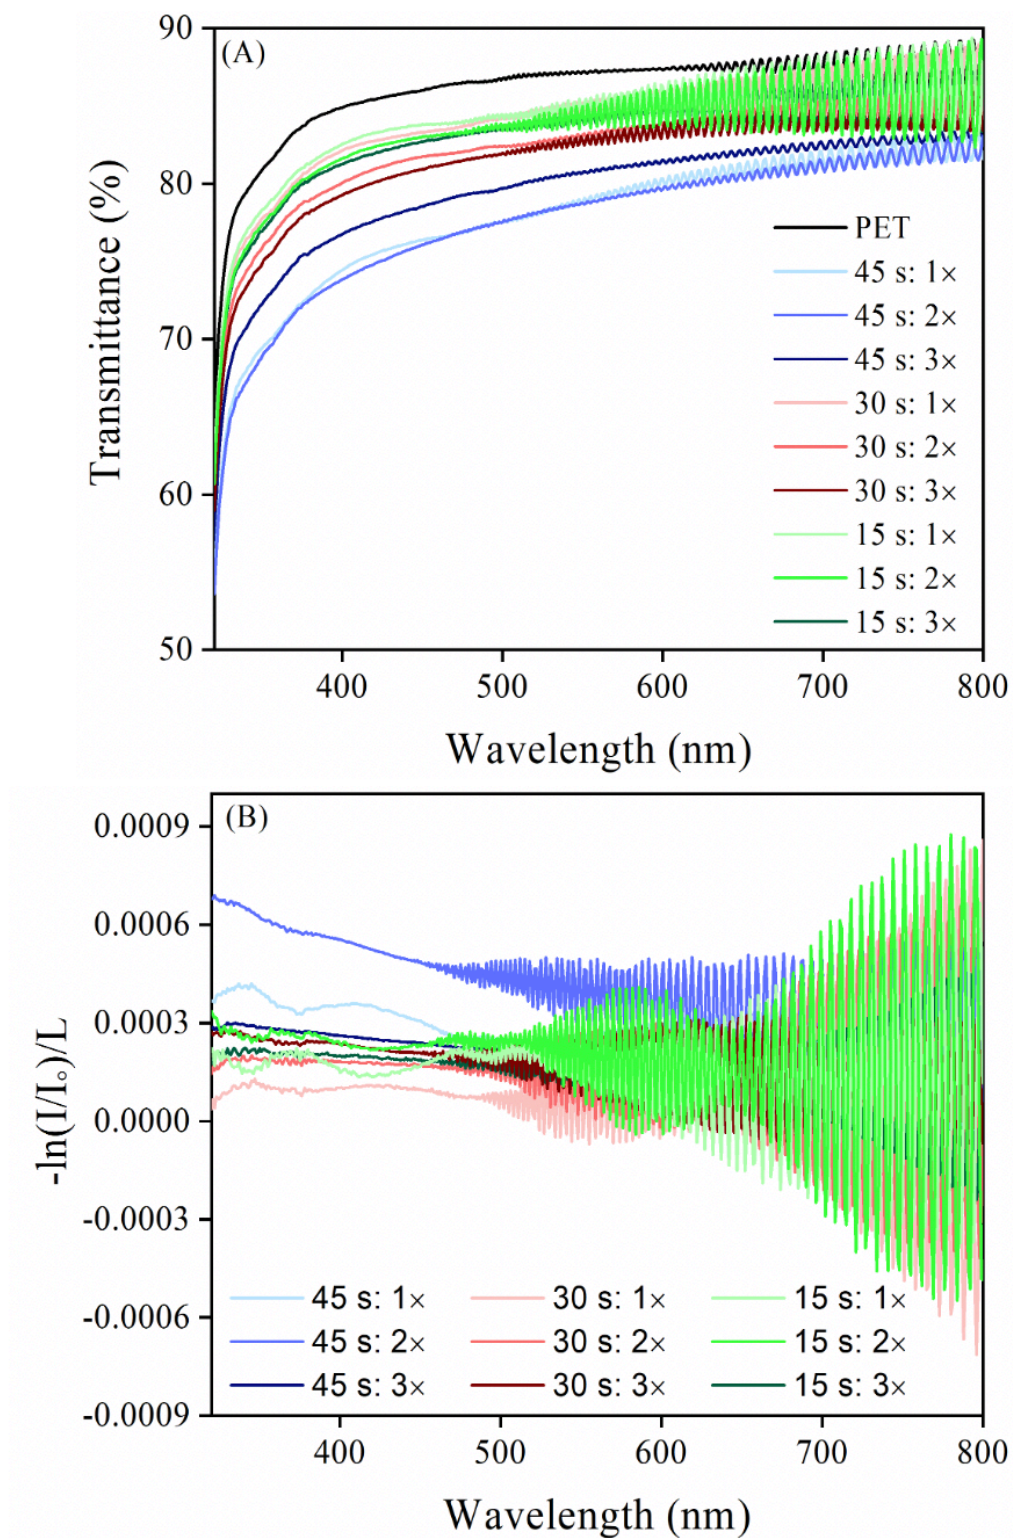 (A)
90
80
70
60
50
Transmittance (%)
PET
45 s: 1×
45 s: 2×
45 s: 3×
30 s: 1×
30 s: 2×
30 s: 3×
15 s: 1×
15 s: 2×
15 s: 3×
400 500 600 700 800
Wavelength (nm)
(B)
0.0009
0.0006
0.0003
0.0000
-0.0003
-0.0006
-0.0009
-ln(I/I₀)/L
45 s: 1× 30 s: 1× 15 s: 1×
45 s: 2× 30 s: 2× 15 s: 2×
45 s: 3× 30 s: 3× 15 s: 3×
400 500 600 700 800
Wavelength (nm)